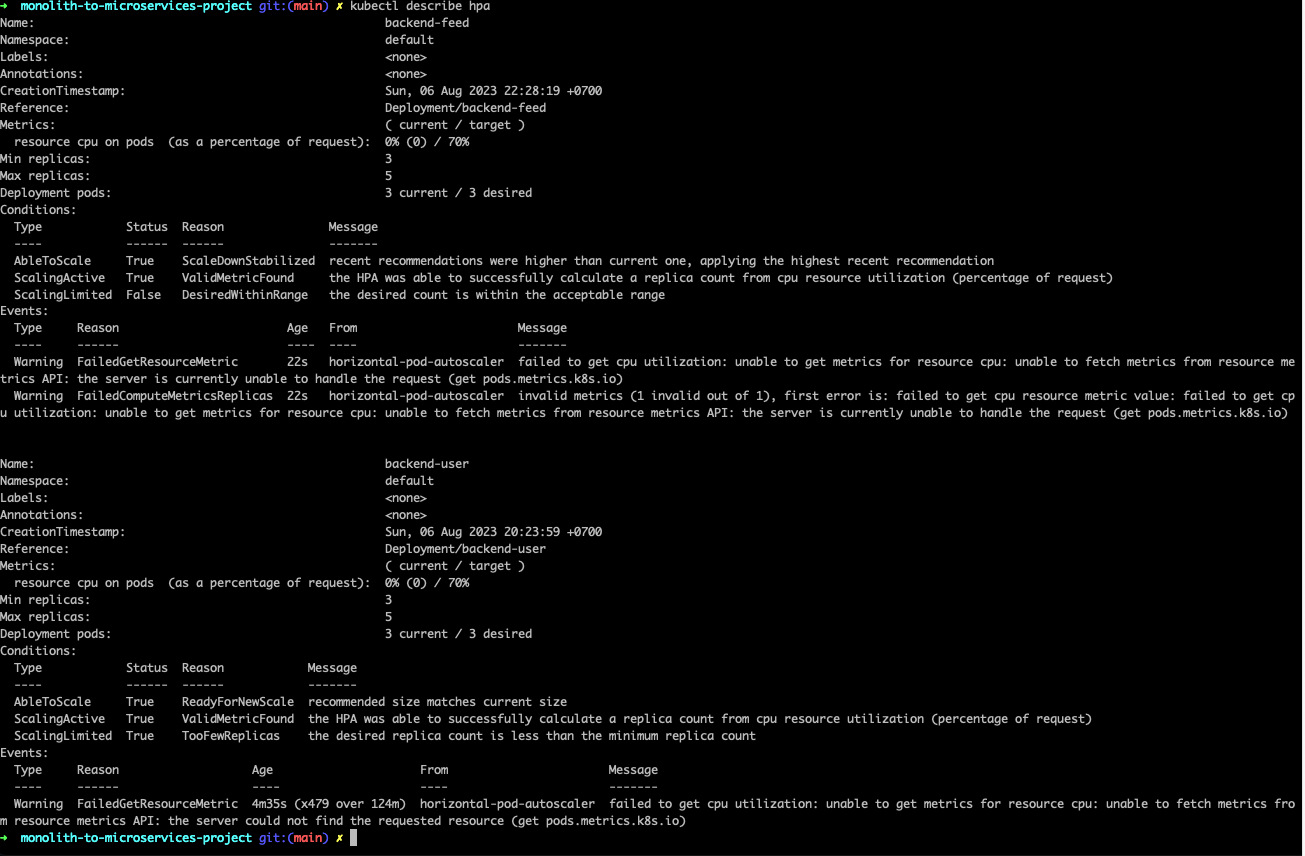 ➜  monolith-to-microservices-project git:(main) ✗ kubectl describe hpa
Name:                                                  backend-feed
Namespace:                                             default
Labels:                                                <none>
Annotations:                                           <none>
CreationTimestamp:                                     Sun, 06 Aug 2023 22:28:19 +0700
Reference:                                             Deployment/backend-feed
Metrics:                                               ( current / target )
  resource cpu on pods  (as a percentage of request):  0% (0) / 70%
Min replicas:                                          3
Max replicas:                                          5
Deployment pods:                                       3 current / 3 desired
Conditions:
  Type            Status  Reason               Message
  ----            ------  ------               -------
  AbleToScale     True    ScaleDownStabilized  recent recommendations were higher than current one, applying the highest recent recommendation
  ScalingActive   True    ValidMetricFound     the HPA was able to successfully calculate a replica count from cpu resource utilization (percentage of request)
  ScalingLimited  False   DesiredWithinRange   the desired count is within the acceptable range
Events:
  Type     Reason                        Age   From                       Message
  ----     ------                        ----  ----                       -------
  Warning  FailedGetResourceMetric       22s   horizontal-pod-autoscaler  failed to get cpu utilization: unable to get metrics for resource cpu: unable to fetch metrics from resource me
trics API: the server is currently unable to handle the request (get pods.metrics.k8s.io)
  Warning  FailedComputeMetricsReplicas  22s   horizontal-pod-autoscaler  invalid metrics (1 invalid out of 1), first error is: failed to get cpu resource metric value: failed to get cp
u utilization: unable to get metrics for resource cpu: unable to fetch metrics from resource metrics API: the server is currently unable to handle the request (get pods.metrics.k8s.io)
Name:                                                  backend-user
Namespace:                                             default
Labels:                                                <none>
Annotations:                                           <none>
CreationTimestamp:                                     Sun, 06 Aug 2023 20:23:59 +0700
Reference:                                             Deployment/backend-user
Metrics:                                               ( current / target )
  resource cpu on pods  (as a percentage of request):  0% (0) / 70%
Min replicas:                                          3
Max replicas:                                          5
Deployment pods:                                       3 current / 3 desired
Conditions:
  Type            Status  Reason            Message
  ----            ------  ------            -------
  AbleToScale     True    ReadyForNewScale  recommended size matches current size
  ScalingActive   True    ValidMetricFound  the HPA was able to successfully calculate a replica count from cpu resource utilization (percentage of request)
  ScalingLimited  True    TooFewReplicas    the desired replica count is less than the minimum replica count
Events:
  Type     Reason                   Age                     From                       Message
  ----     ------                   ----                    ----                       -------
  Warning  FailedGetResourceMetric  4m35s (x479 over 124m)  horizontal-pod-autoscaler  failed to get cpu utilization: unable to get metrics for resource cpu: unable to fetch metrics fro
m resource metrics API: the server could not find the requested resource (get pods.metrics.k8s.io)
➜  monolith-to-microservices-project git:(main) ✗